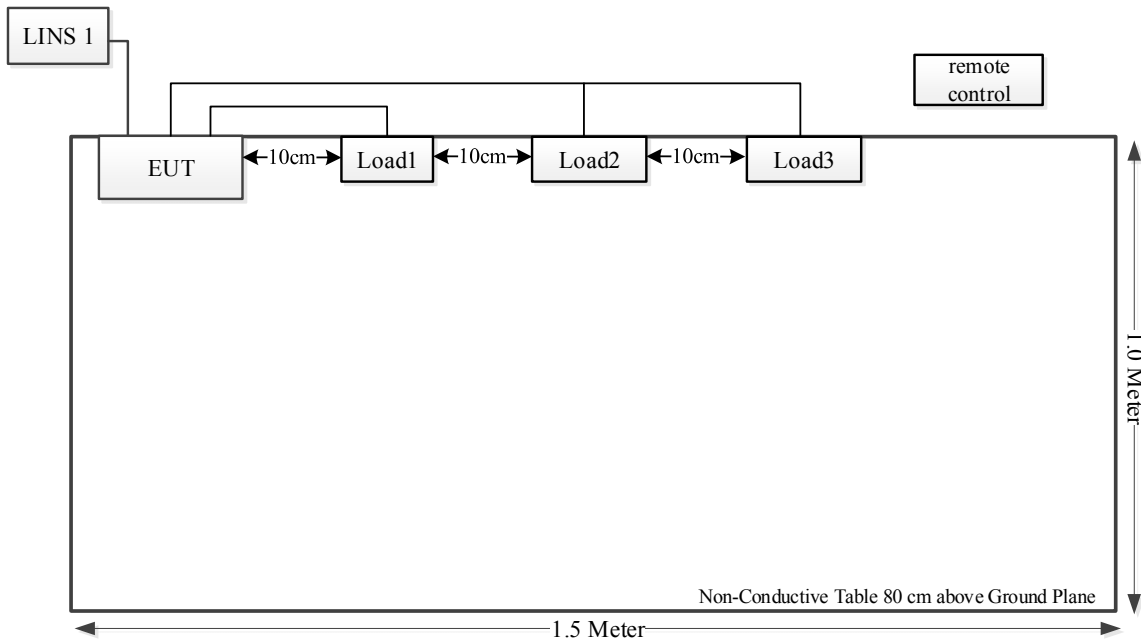 LINS 1
remote
control
EUT
10cm
Load1
10cm
Load2
10cm
Load3
1.0 Meter
Non-Conductive Table 80 cm above Ground Plane
1.5 Meter